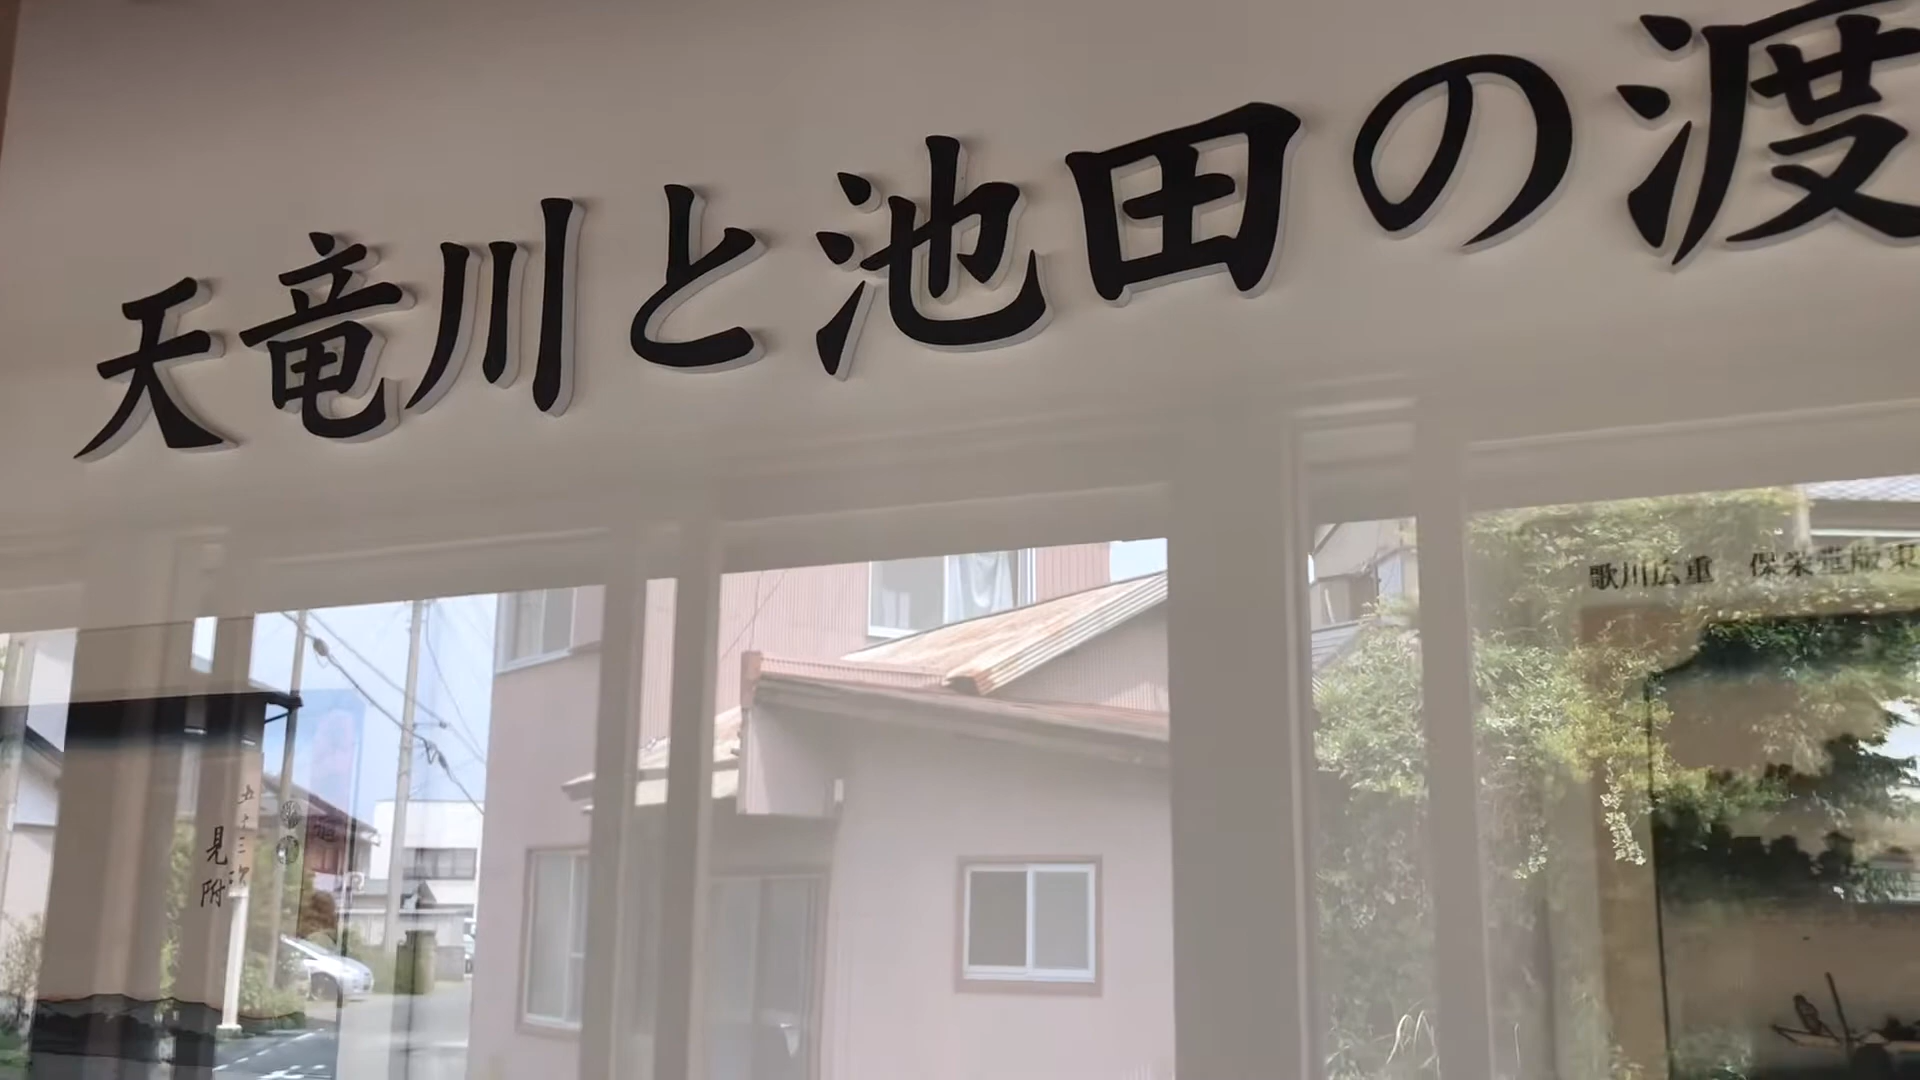 天竜川と池田の渡
歌川広重　保栄堂版東
五十三次
見附